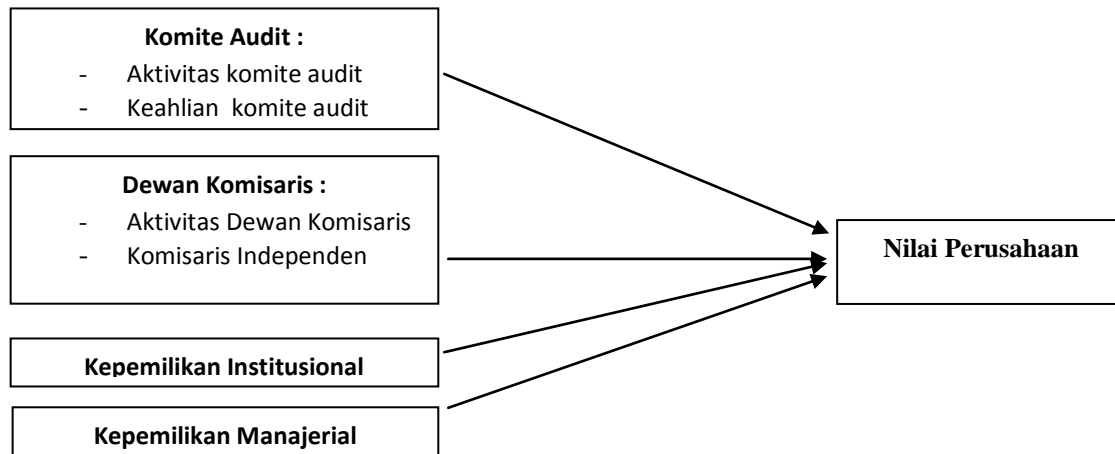 Komite Audit :
- Aktivitas komite audit
- Keahlian komite audit
Dewan Komisaris :
- Aktivitas Dewan Komisaris
- Komisaris Independen
Nilai Perusahaan
Kepemilikan Institusional
Kepemilikan Manajerial